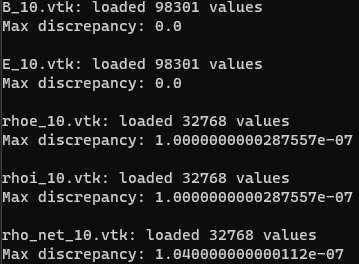 B_10.vtk: loaded 98301 values
Max discrepancy: 0.0
E_10.vtk: loaded 98301 values
Max discrepancy: 0.0
rhoe_10.vtk: loaded 32768 values
Max discrepancy: 1.0000000000287557e-07
rhoi_10.vtk: loaded 32768 values
Max discrepancy: 1.0000000000287557e-07
rho_net_10.vtk: loaded 32768 values
Max discrepancy: 1.040000000000112e-07